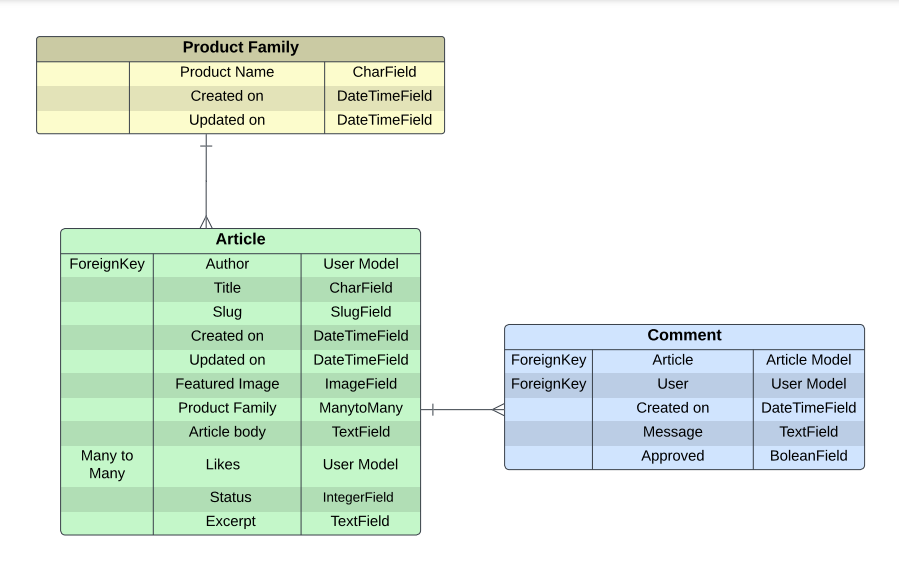 Product Family
Product Name CharField
Created on DateTimeField
Updated on DateTimeField
Article
ForeignKey Author User Model
Title CharField
Slug SlugField
Created on DateTimeField
Updated on DateTimeField
Featured Image ImageField
Product Family ManytoMany
Article body TextField
Many to
Many
Likes User Model
Status IntegerField
Excerpt TextField
Comment
ForeignKey Article Article Model
ForeignKey User User Model
Created on DateTimeField
Message TextField
Approved BoleanField